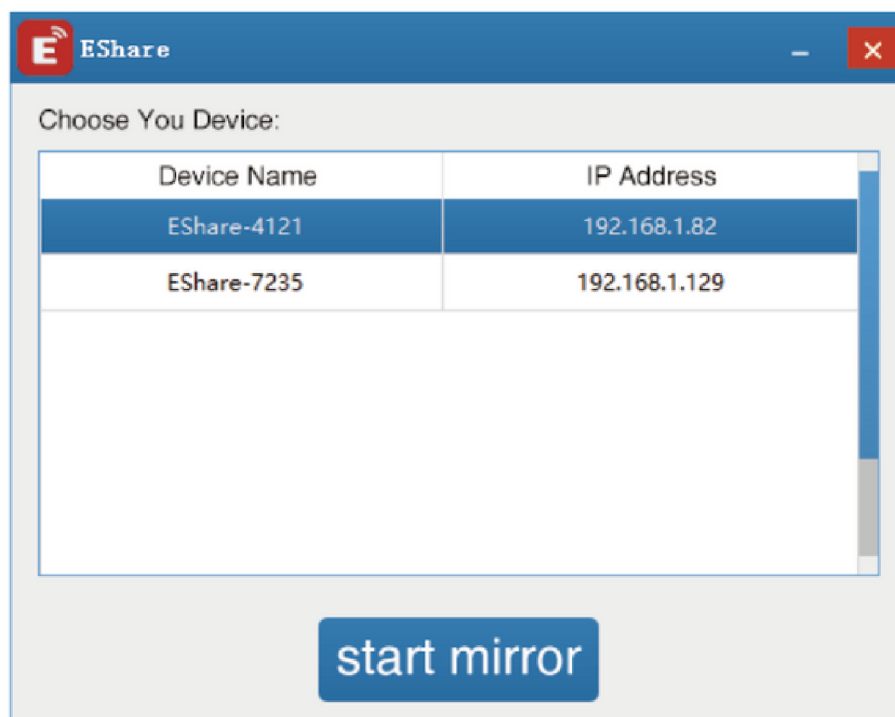 E EShare
Choose You Device:
Device Name IP Address
EShare-4121 192.168.1.82
EShare-7235 192.168.1.129
start mirror